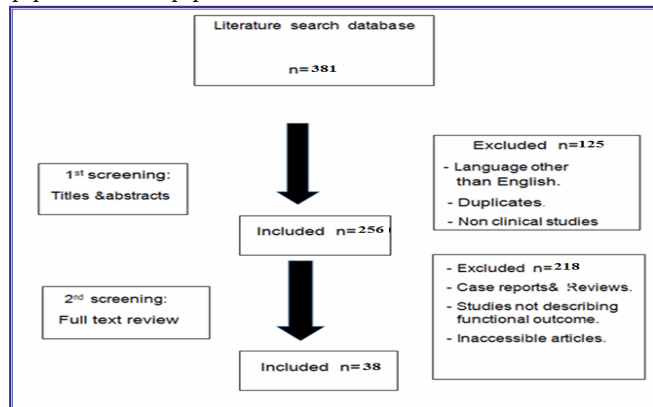 Literature search database
n=381
Excluded n=125
- Language other
than English.
- Duplicates.
- Non clinical studies
1st screening:
Titles &abstracts
Included n=256
- Excluded n=218
- Case reports& Reviews.
- Studies not describing
functional outcome.
- Inaccessible articles.
2nd screening:
Full text review
Included n=38